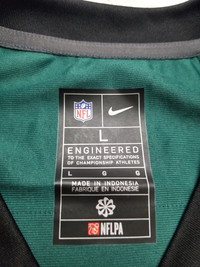 NFL
L
ENGINEERED
TO THE EXACT SPECIFICATIONS
OF CHAMPIONSHIP ATHLETES
L G G
MADE IN INDONESIA
FABRIQUÉ EN INDONÉSIE
NFLPA